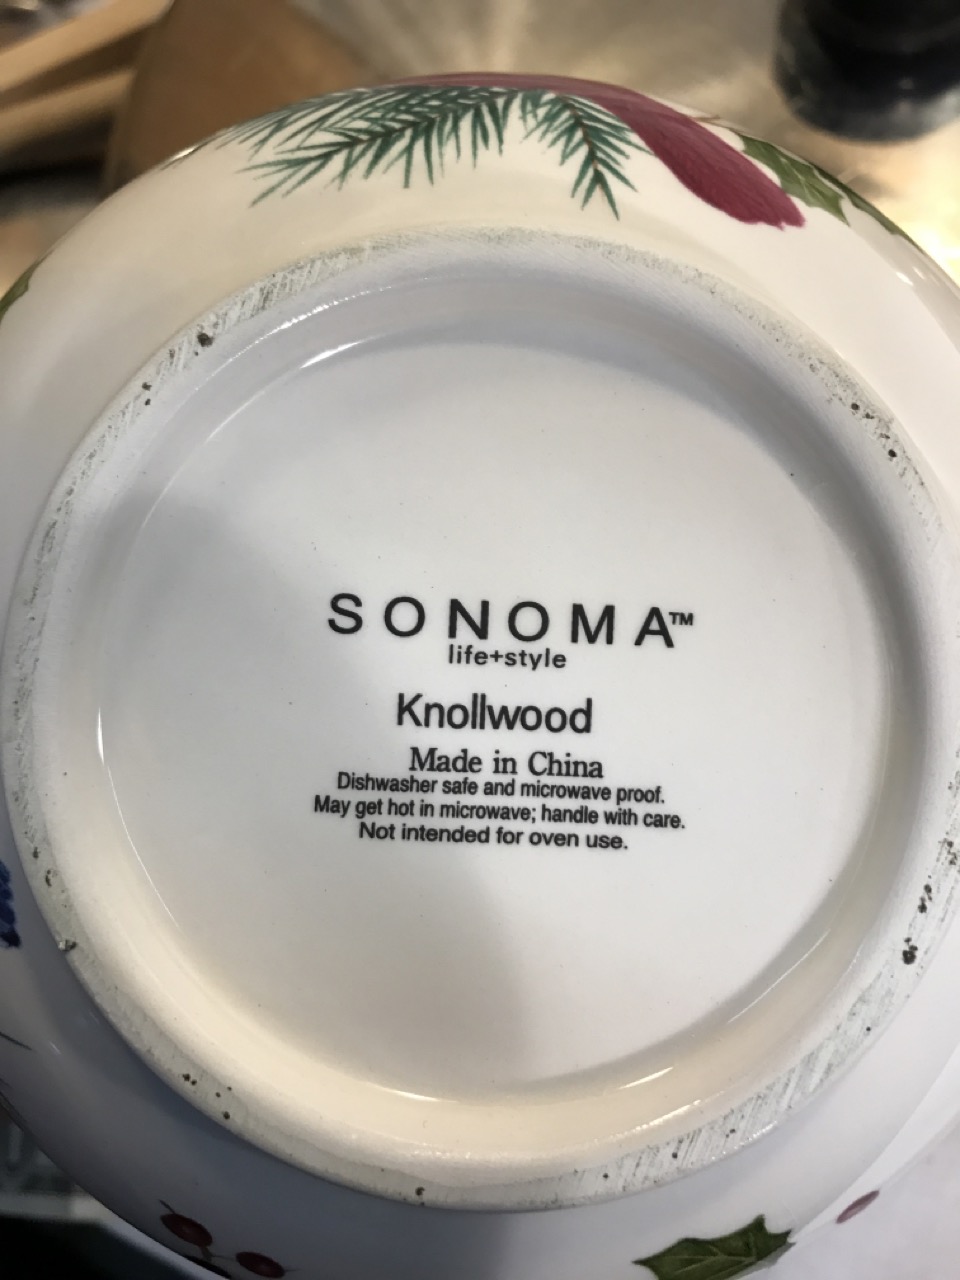 SONOMA™
life+style
Knollwood
Made in China
Dishwasher safe and microwave proof.
May get hot in microwave; handle with care.
Not intended for oven use.